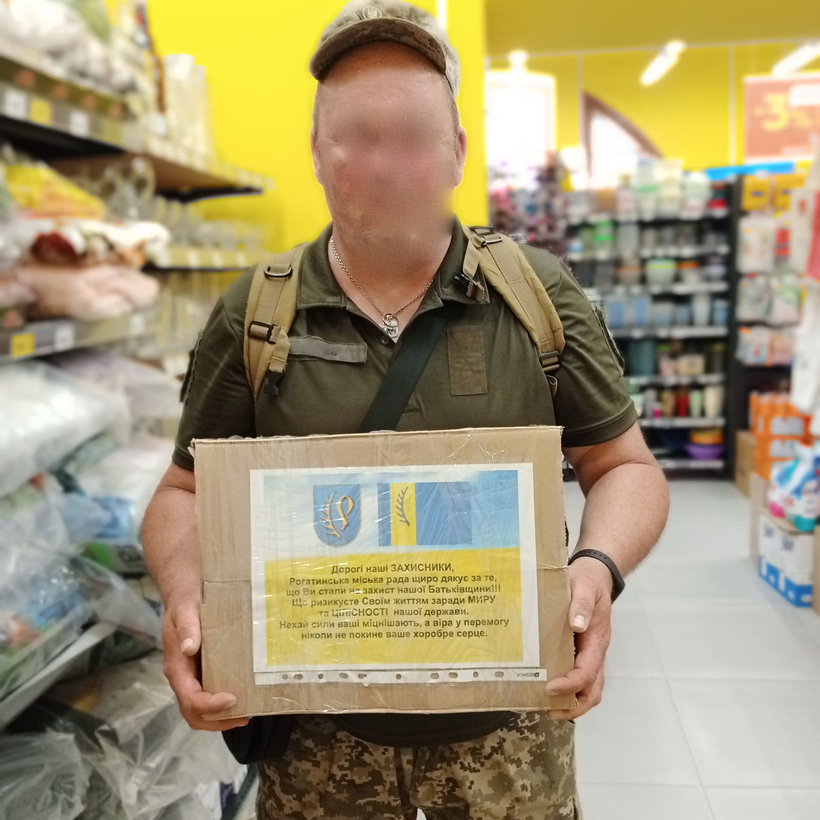 -3%
Дорогі наші ЗАХИСНИКИ,
Рогатинська міська рада щиро дякує за те,
що Ви стали на захист нашої Батьківщини!!!
Що ризикуєте Своїм життям заради МИРУ
та ЦІЛІСНОСТІ нашої держави.
Нехай сили ваші міцнішають, а віра у перемогу
ніколи не покине ваше хоробре серце.